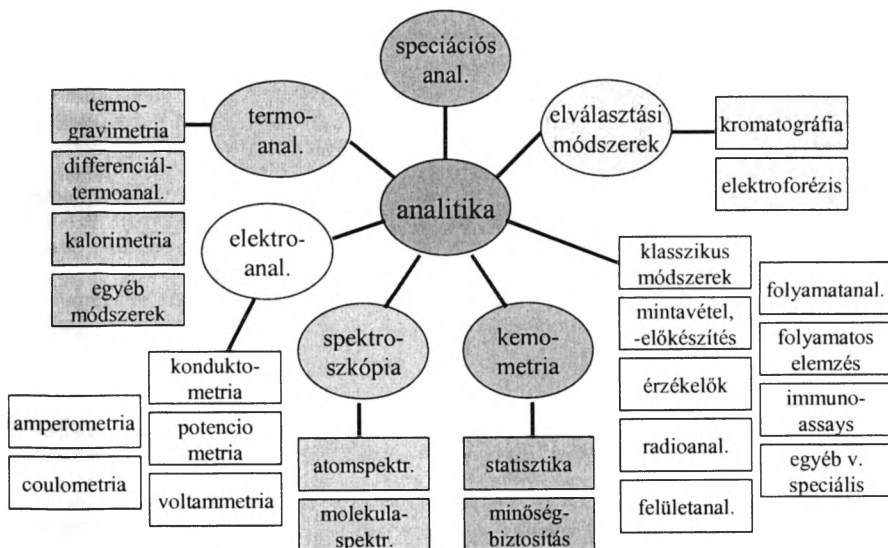 speciációs
anal.
termo-
gravimetria
differenciál-
termoanal.
kalorimetria
egyéb
módszerek
termo-
anal.
elválasztási
módszerek
kromatográfia
elektroforézis
analitika
elektro-
anal.
spektro-
szkópia
kemo-
metria
klasszikus
módszerek
mintavétel,
-előkészítés
érzékelők
radioanal.
felületanal.
folyamatanal.
folyamatos
elemzés
immuno-
assays
egyéb v.
speciális
kondukto-
metria
potencio
metria
voltammetria
amperometria
coulometria
atomspektr.
molekula-
spektr.
statisztika
minőség-
biztosítás